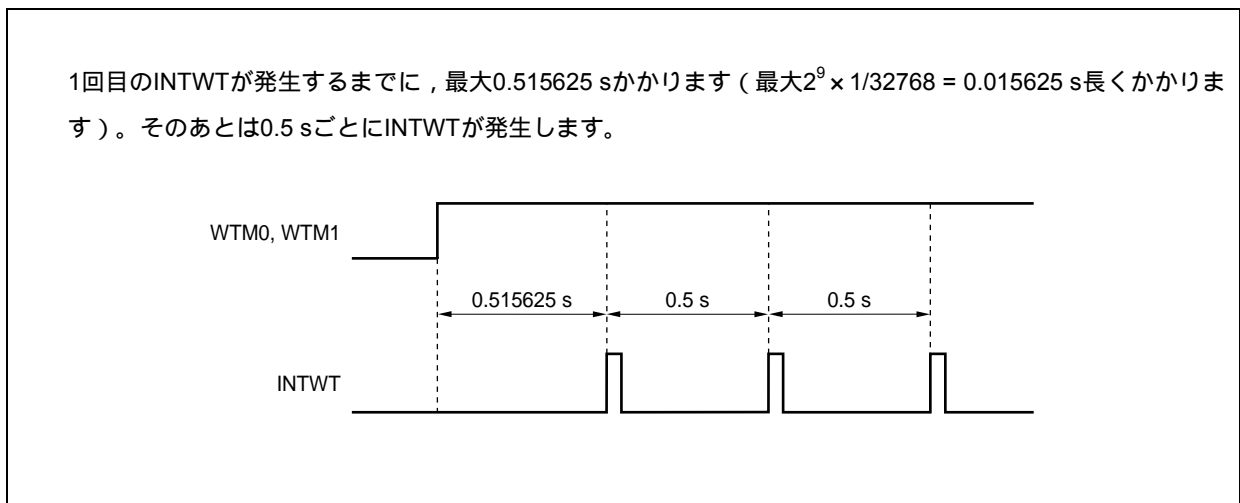 1回目のINTWTが発生するまでに，最大0.515625 sかかります（最大2⁹ x 1/32768 = 0.015625 s長くかかりま
す）。そのあとは0.5 sごとにINTWTが発生します。
WTM0, WTM1
0.515625 s 0.5 s 0.5 s
INTWT